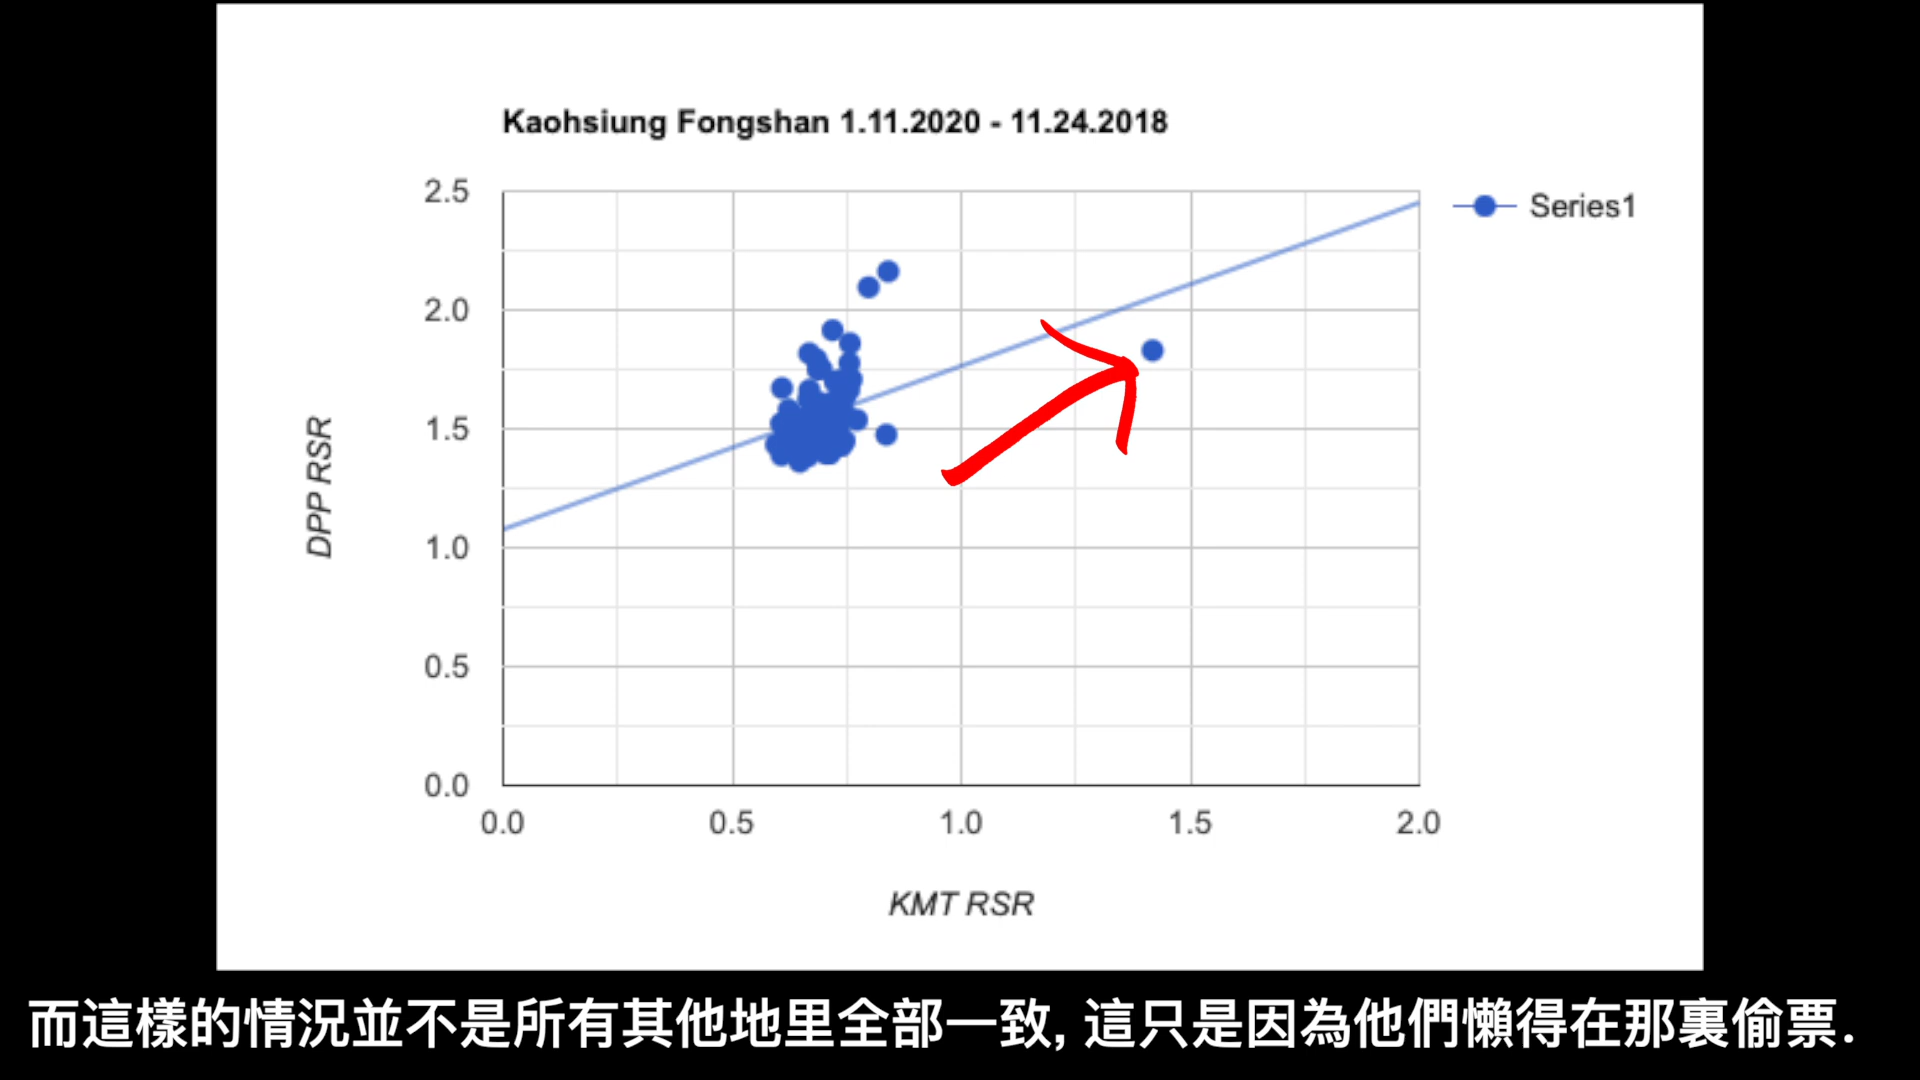 Kaohsiung Fongshan 1.11.2020 - 11.24.2018
2.5
2.0
1.5
1.0
0.5
0.0
DPP RSR
Series1
0.0 0.5 1.0 1.5 2.0
KMT RSR
而這樣的情況並不是所有其他地里全部一致, 這只是因為他們懶得在那裏偷票.